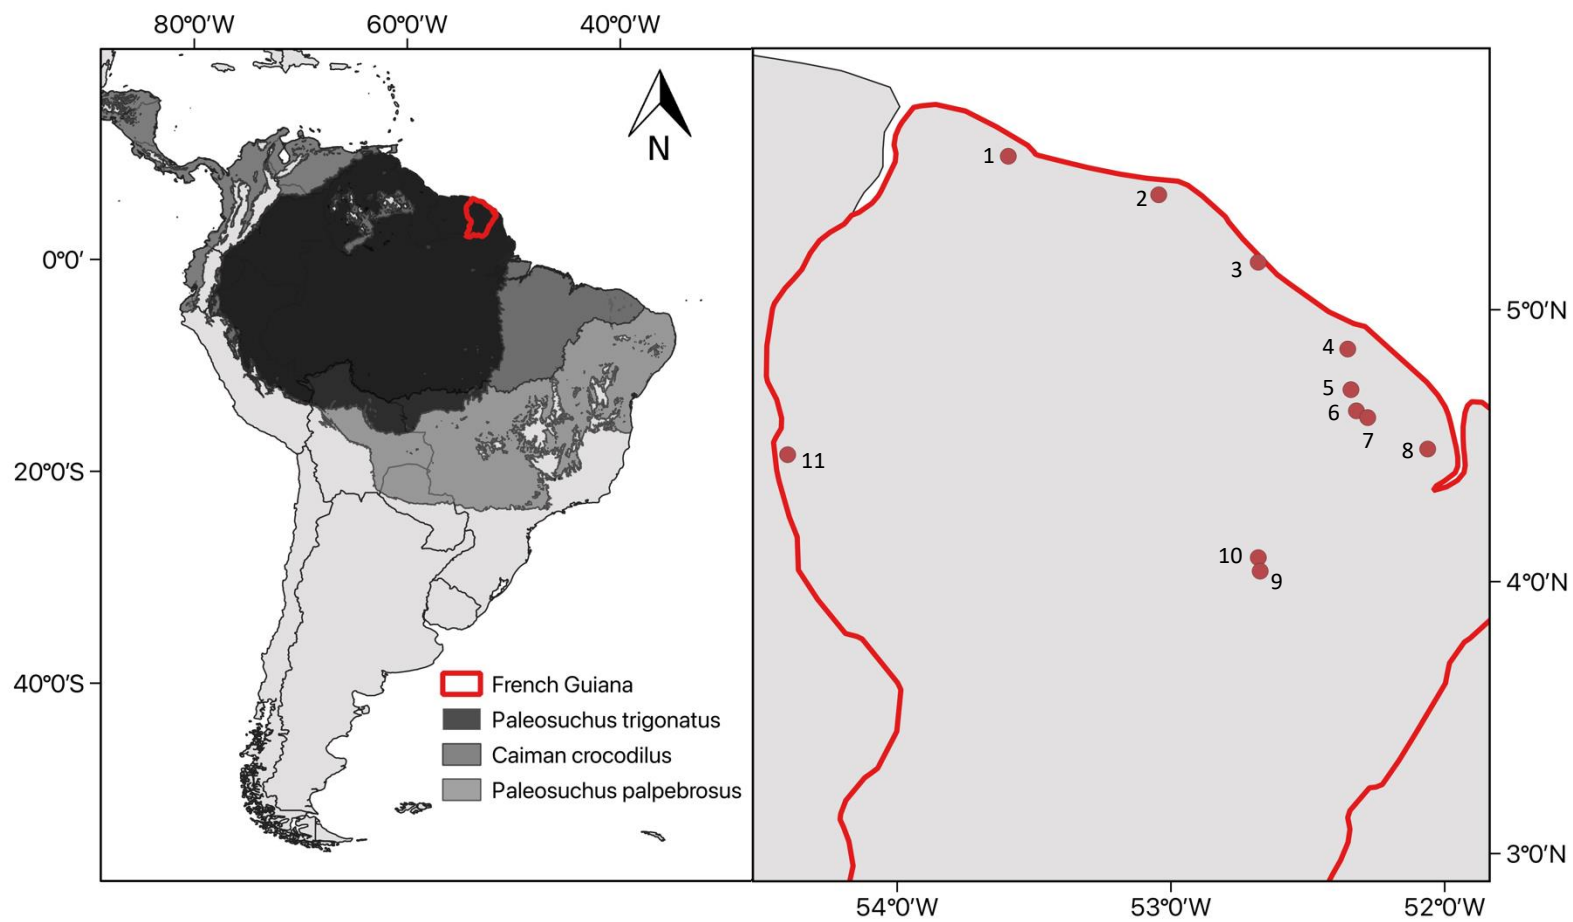 80°0′W 60°0′W 40°0′W
N
0°0′
20°0′S
40°0′S
French Guiana
Paleosuchus trigonatus
Caiman crocodilus
Paleosuchus palpebrosus
1
2
3
4
5
6
7
8
11
10
9
5°0′N
4°0′N
3°0′N
54°0′W 53°0′W 52°0′W